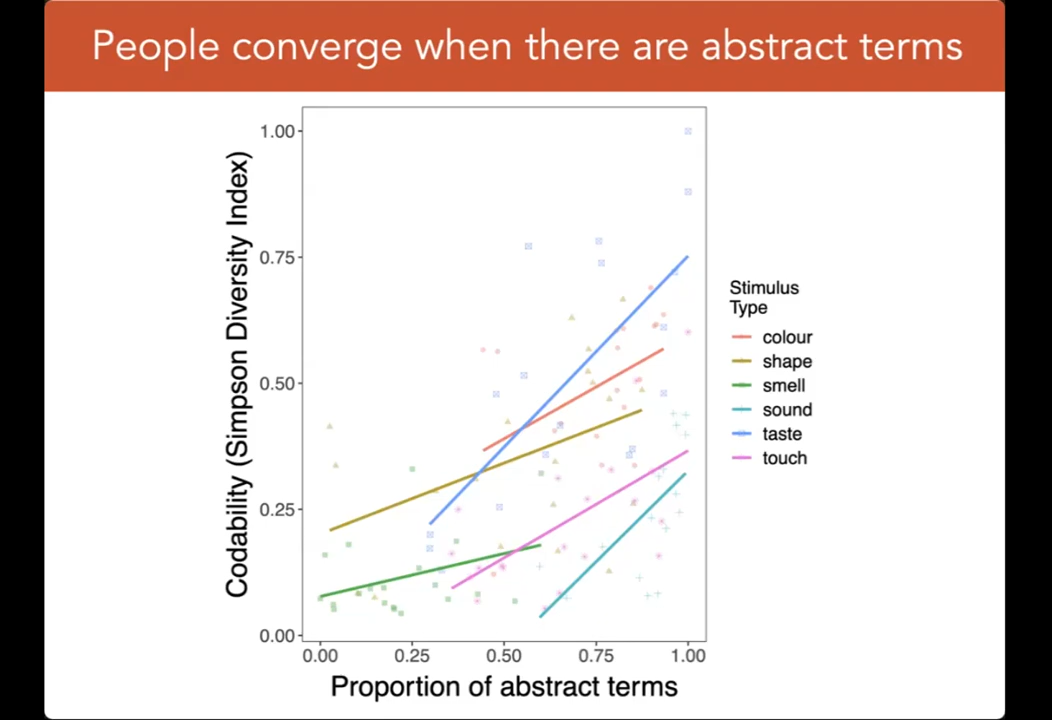 People converge when there are abstract terms
Codability (Simpson Diversity Index)
1.00
0.75
0.50
0.25
0.00
0.00 0.25 0.50 0.75 1.00
Proportion of abstract terms
Stimulus
Type
colour
shape
smell
sound
taste
touch